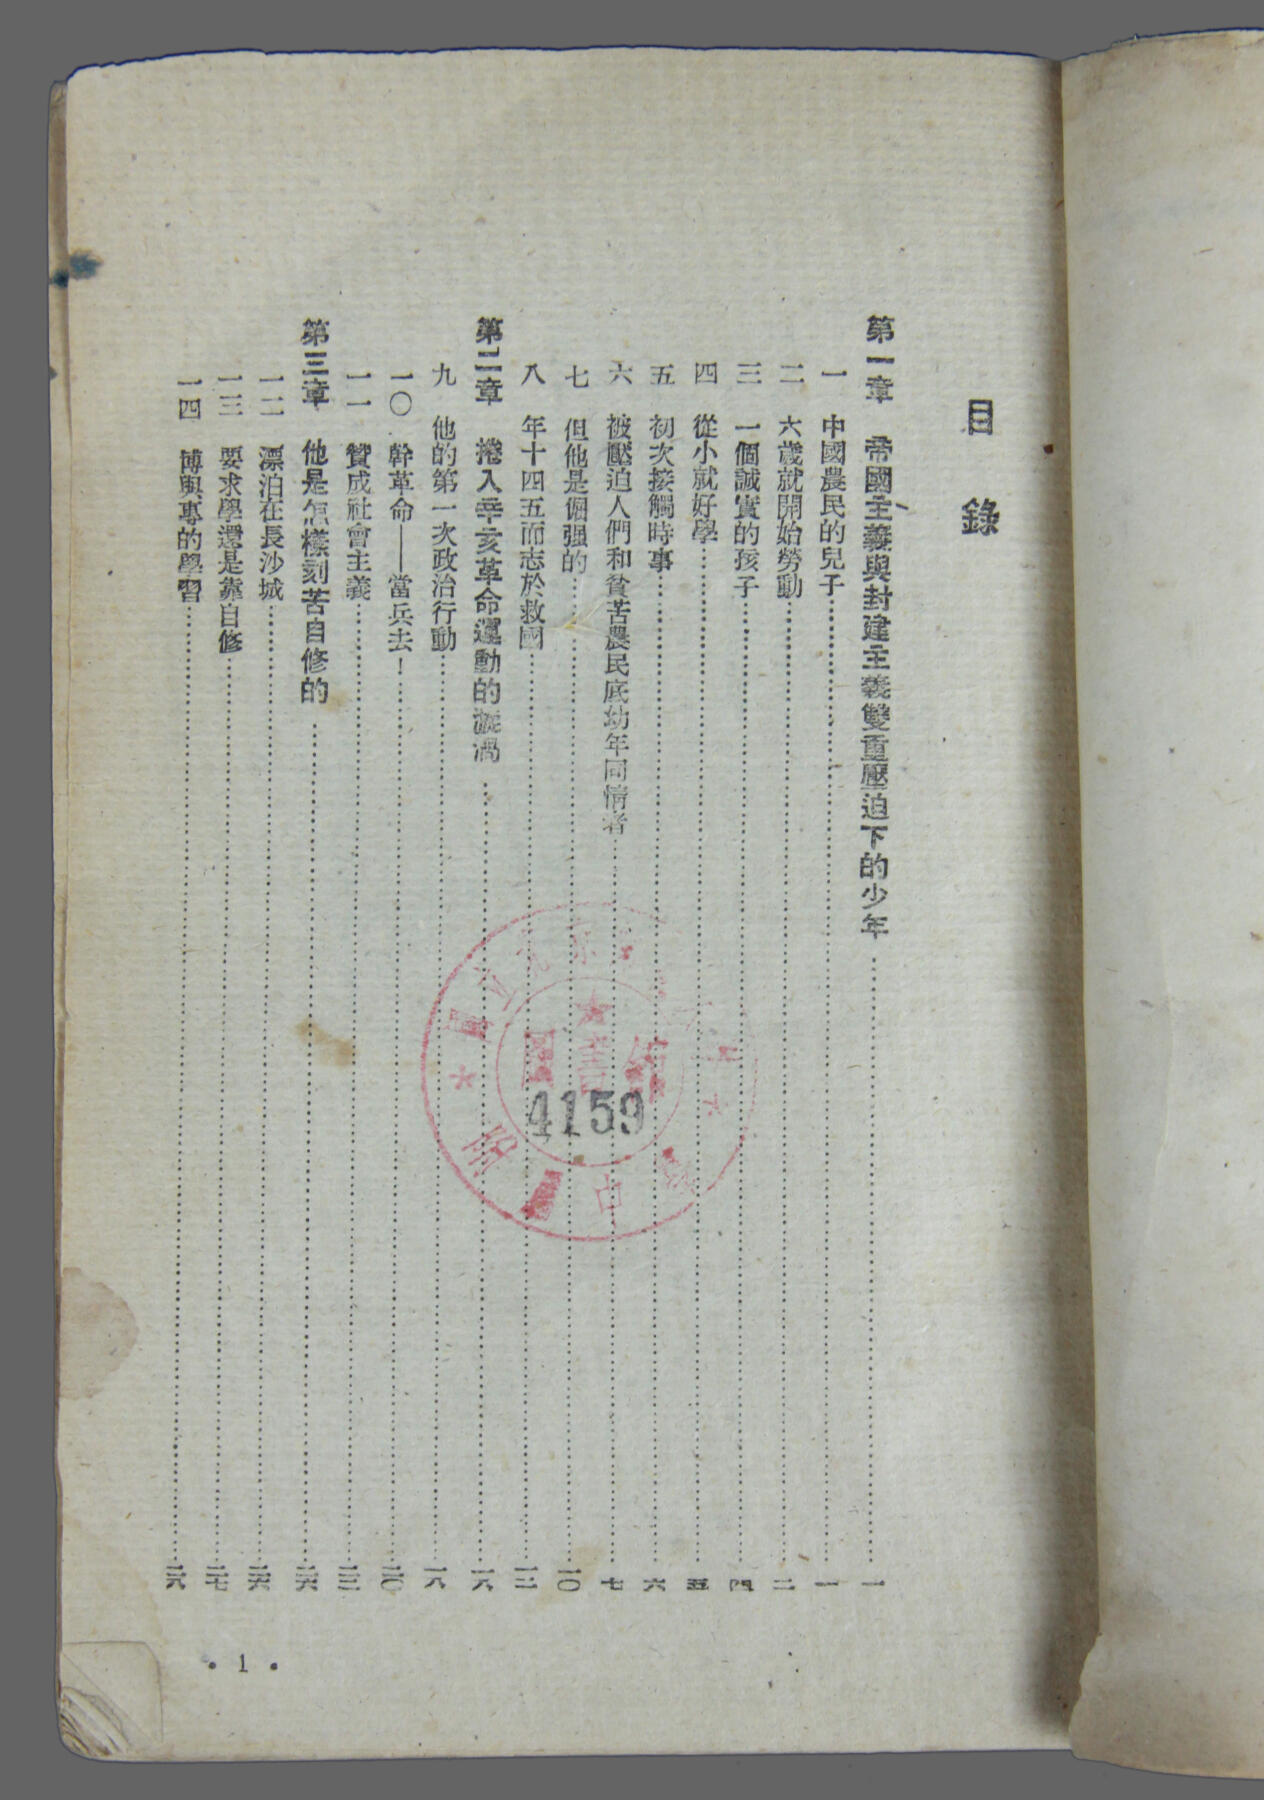 目錄
第一章 帝國主義與封建主義雙重壓迫下的少年……一
一 中國農民的兒子……一
二 六歲就開始勞動……二
三 一個誠實的孩子……四
四 從小就好學……五
五 初次接觸時事……六
六 被壓迫人們和貧苦農民底幼年同情者……七
七 但他是倔强的……一〇
八 年十四五而志於救國……一二
第二章 捲入辛亥革命運動的漩渦……一八
九 他的第一次政治行動……一八
一〇 幹革命——當兵去！……二〇
一一 贊成社會主義……二三
第三章 他是怎樣刻苦自修的……二六
一二 漂泊在長沙城……二六
一三 要求學還是靠自修……二七
一四 博與專的學習……二八
圖書館
4159
• 1 •